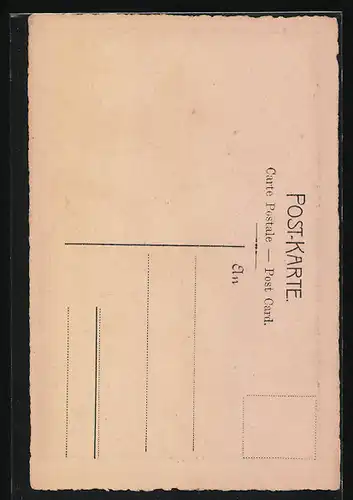 POST-KARTE.
Carte Postale — Post Card.
An